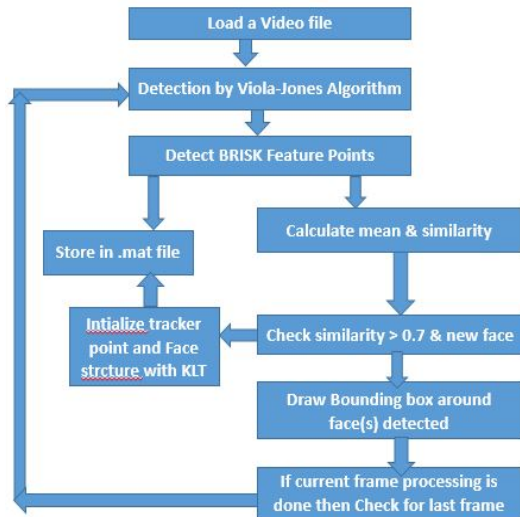 Load a Video file
Detection by Viola-Jones Algorithm
Detect BRISK Feature Points
Calculate mean & similarity
Store in .mat file
Intialize tracker
point and Face
strcture with KLT
Check similarity > 0.7 & new face
Draw Bounding box around
face(s) detected
If current frame processing is
done then Check for last frame